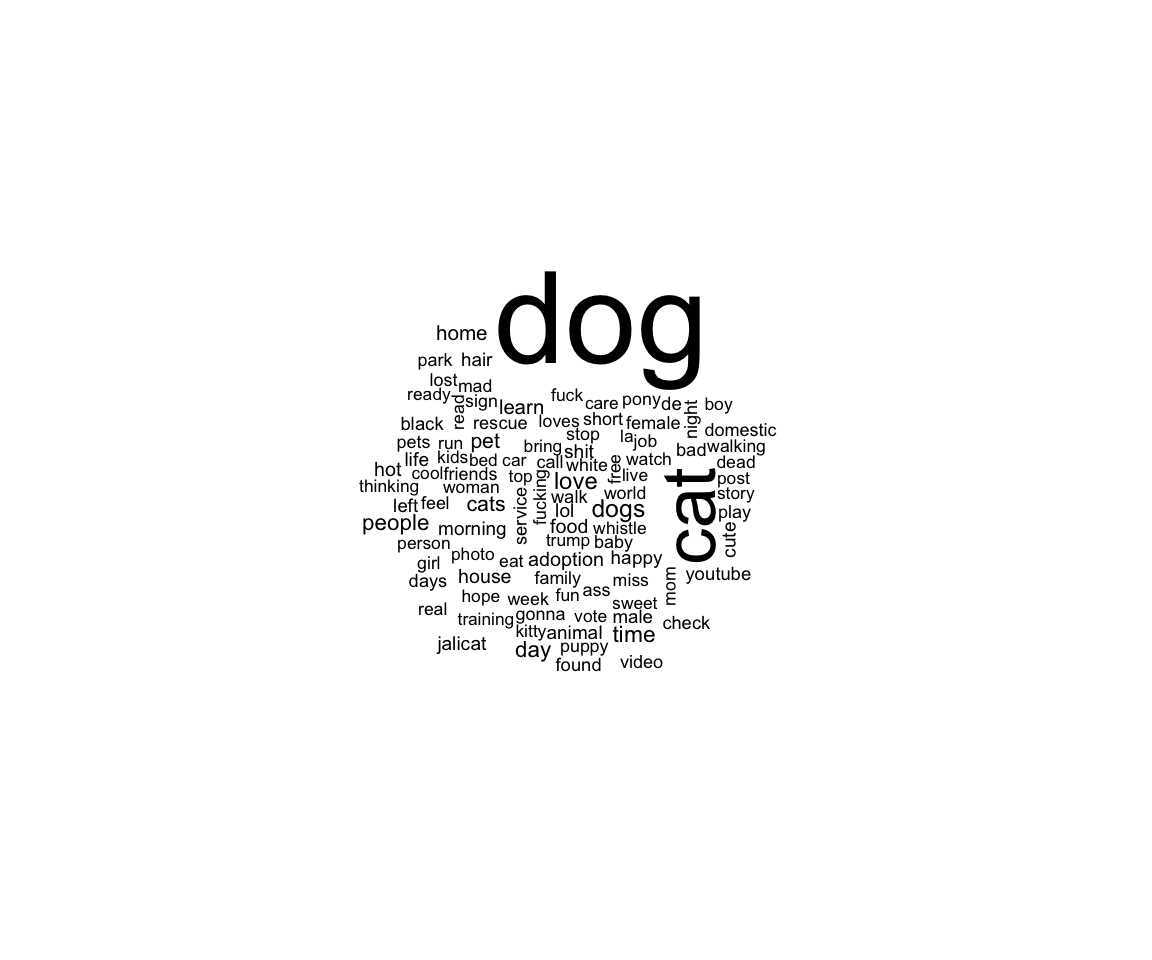 dog
home
park hair
lost mad
ready read sign learn fuck care pony de night boy
black rescue loves short female domestic
pets run pet bring stop shit la job bad walking
life kids bed car call white free watch dead
hot cool friends top fucking love live cat post
thinking woman walk world story
left feel cats service lol dogs play
people morning food whistle cute
person trump baby
girl photo eat adoption happy
days house family miss mom youtube
hope week fun ass sweet
real training gonna vote male check
jalicat kitty animal time
day puppy
found video